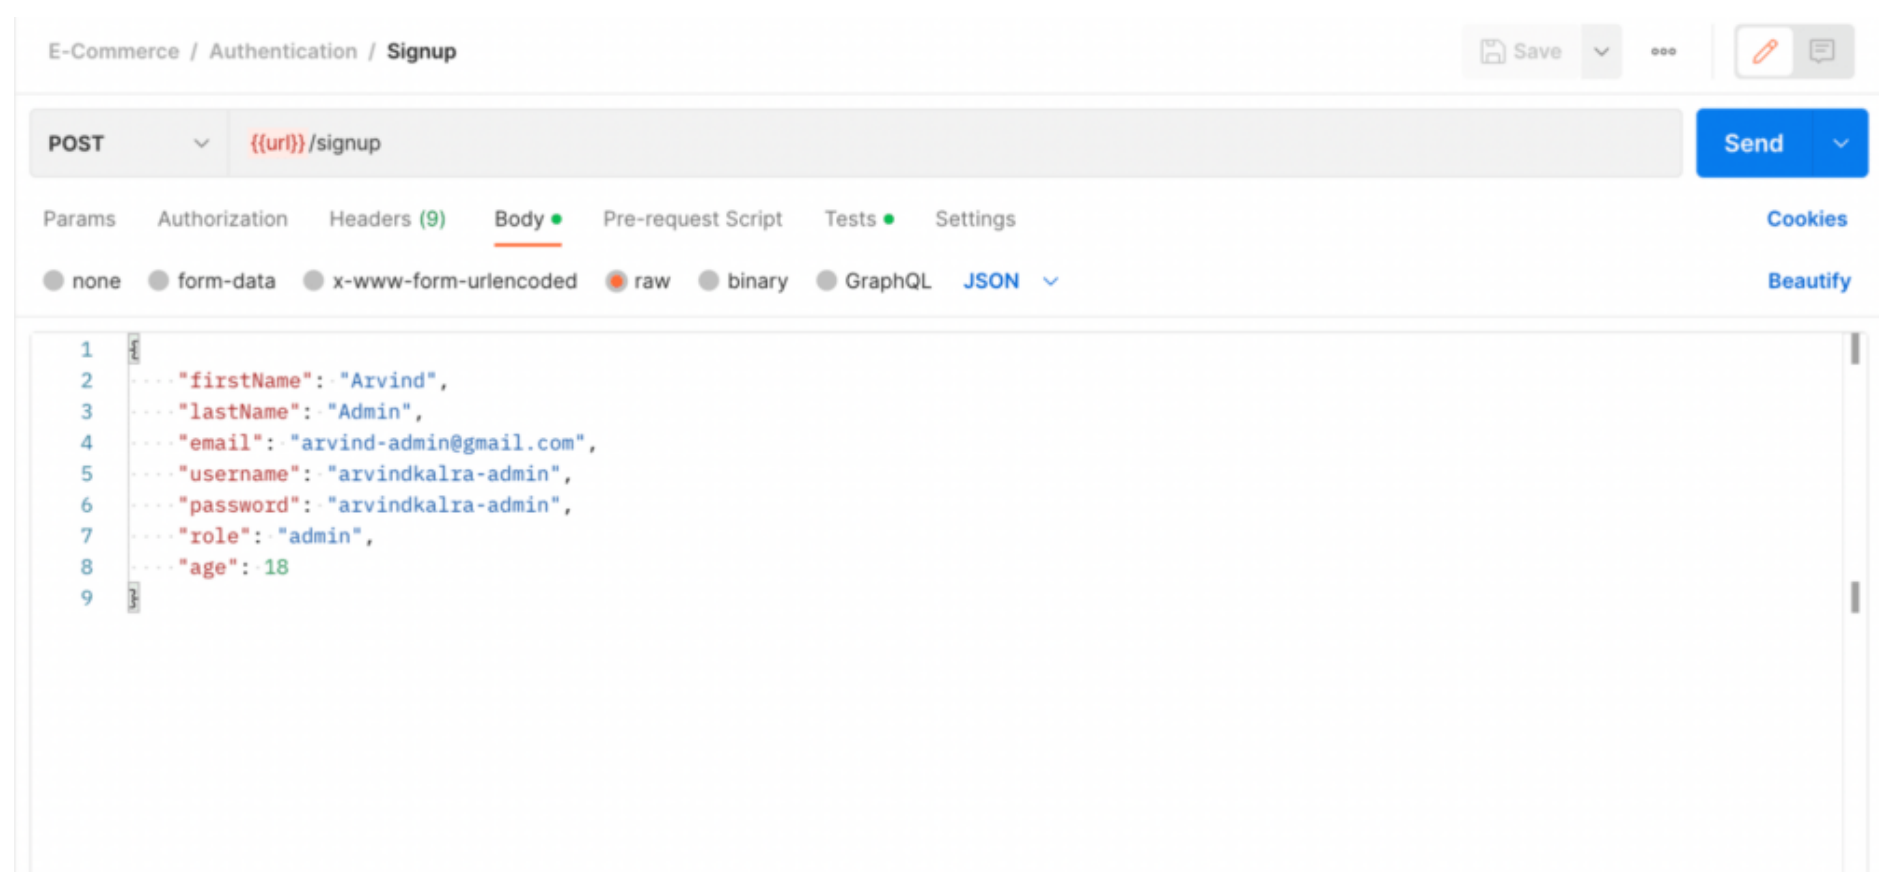 E-Commerce / Authentication / Signup
Save
POST
{{url}}/signup
Send
Params Authorization Headers (9) Body Pre-request Script Tests Settings Cookies
none form-data x-www-form-urlencoded raw binary GraphQL JSON Beautify
1 {
2 "firstName": "Arvind",
3 "lastName": "Admin",
4 "email": "arvind-admin@gmail.com",
5 "username": "arvindkalra-admin",
6 "password": "arvindkalra-admin",
7 "role": "admin",
8 "age": 18
9 }